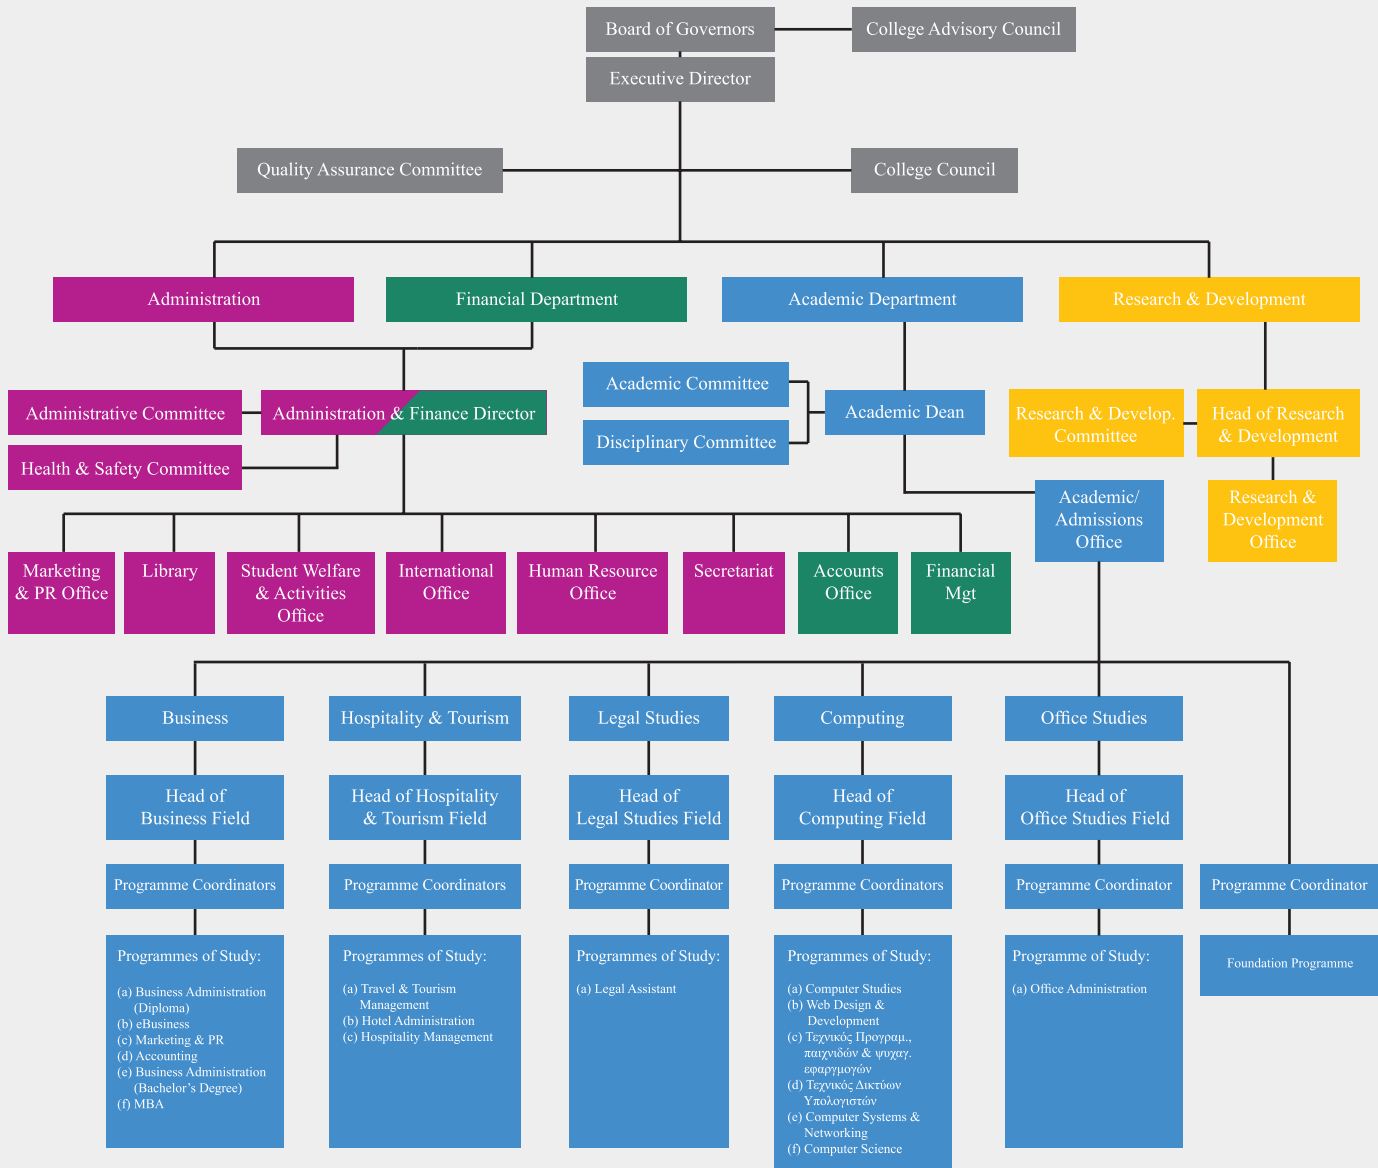 Board of Governors
College Advisory Council
Executive Director
Quality Assurance Committee
College Council
Administration
Financial Department
Academic Department
Research & Development
Administrative Committee
Administration & Finance Director
Health & Safety Committee
Academic Committee
Disciplinary Committee
Academic Dean
Research & Develop.
Committee
Head of Research
& Development
Academic/
Admissions
Office
Research &
Development
Office
Marketing
& PR Office
Library
Student Welfare
& Activities
Office
International
Office
Human Resource
Office
Secretariat
Accounts
Office
Financial
Mgt
Business
Hospitality & Tourism
Legal Studies
Computing
Office Studies
Head of
Business Field
Head of Hospitality
& Tourism Field
Head of
Legal Studies Field
Head of
Computing Field
Head of
Office Studies Field
Programme Coordinators
Programme Coordinators
Programme Coordinator
Programme Coordinators
Programme Coordinator
Programme Coordinator
Programmes of Study:
(a) Business Administration
(Diploma)
(b) eBusiness
(c) Marketing & PR
(d) Accounting
(e) Business Administration
(Bachelor's Degree)
(f) MBA
Programmes of Study:
(a) Travel & Tourism
Management
(b) Hotel Administration
(c) Hospitality Management
Programmes of Study:
(a) Legal Assistant
Programmes of Study:
(a) Computer Studies
(b) Web Design &
Development
(c) Τεχνικός Προγραμ.,
παιχνιδών & ψυχαγ.
εφαργμογών
(d) Τεχνικός Δικτύων
Υπολογιστών
(e) Computer Systems &
Networking
(f) Computer Science
Programme of Study:
(a) Office Administration
Foundation Programme